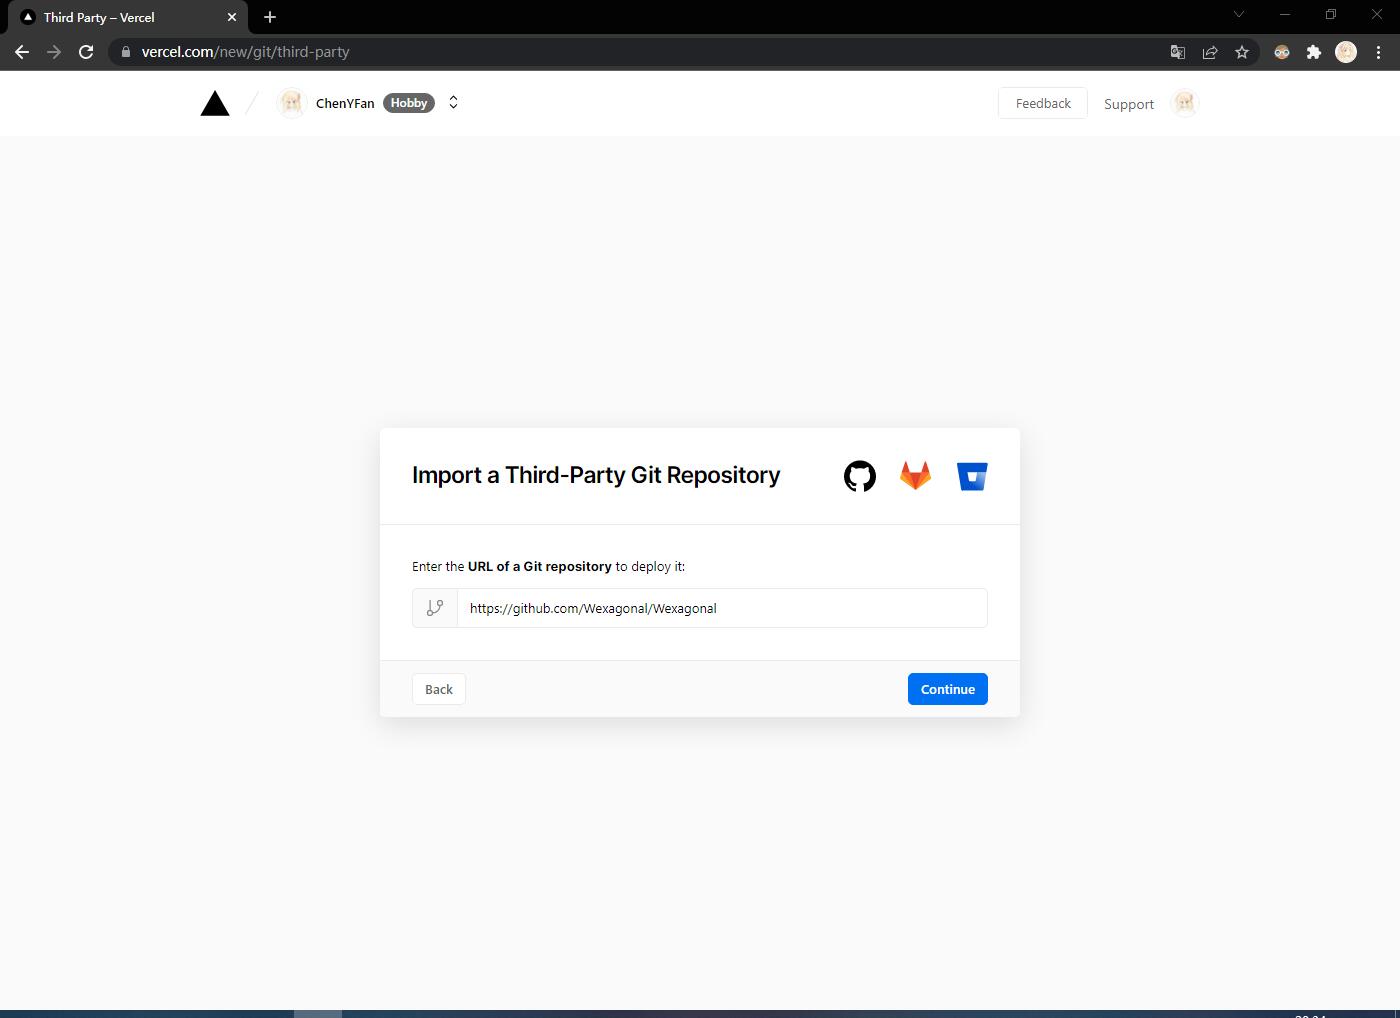 Third Party – Vercel
vercel.com/new/git/third-party
ChenYFan Hobby
Feedback Support
Import a Third-Party Git Repository
Enter the URL of a Git repository to deploy it:
https://github.com/Wexagonal/Wexagonal
Back Continue